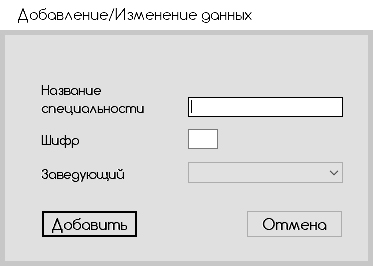 Добавление/Изменение данных
Название
специальности
Шифр
Заведующий
Добавить
Отмена